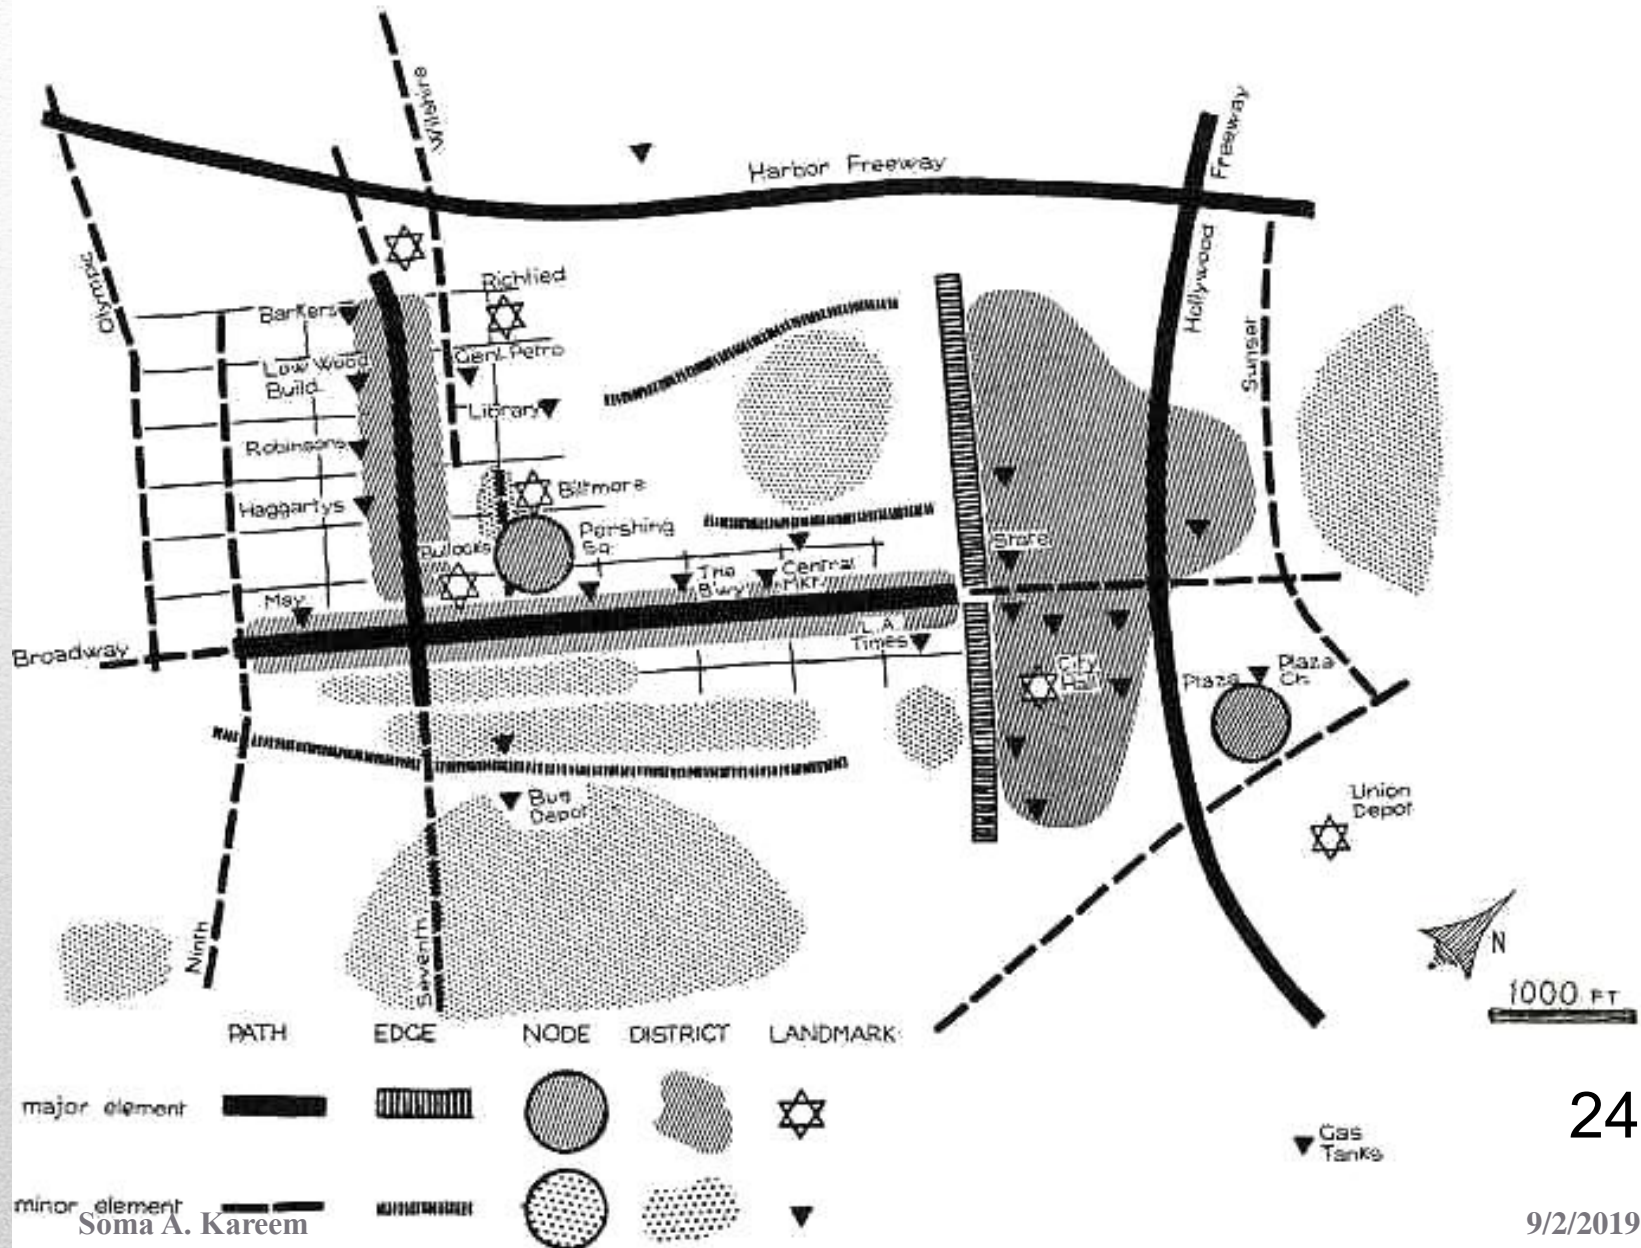 Wilshire
Freeway
Harbor Freeway
Olympic
Hollywood
Richfied
Barkers
Sunset
Genl. Petro
Low Wood
Build.
Library
Robinsons
Biltmore
Haggartys
Pershing
Sq.
Bullocks
State
The
Bwy
Central
Mkt.
May
L.A.
Times
Broadway
City
Hall
Plaza
Plaza
Ch.
Bus
Depot
Union
Depot
Ninth
Seventh
N
1000 FT
PATH EDGE NODE DISTRICT LANDMARK
major element
24
Gas
Tanks
minor element
Soma A. Kareem
9/2/2019